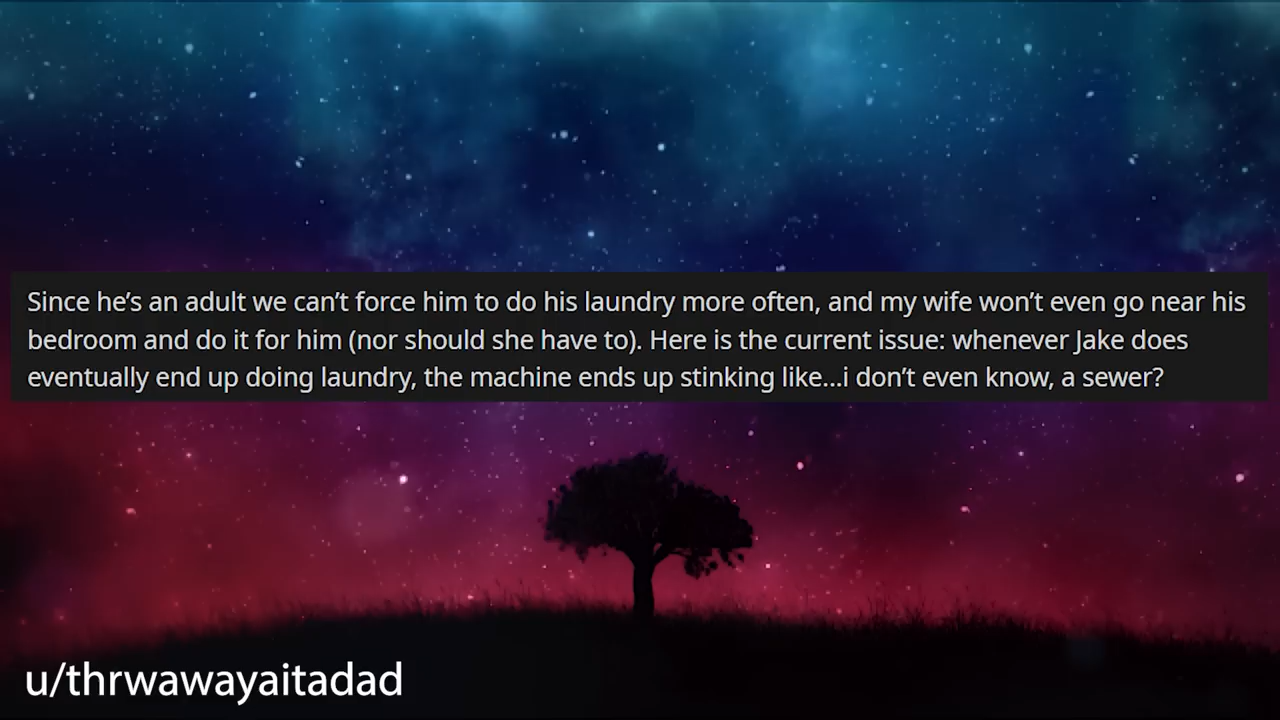 Since he’s an adult we can’t force him to do his laundry more often, and my wife won’t even go near his
bedroom and do it for him (nor should she have to). Here is the current issue: whenever Jake does
eventually end up doing laundry, the machine ends up stinking like...i don’t even know, a sewer?
u/thrwawayaitadad